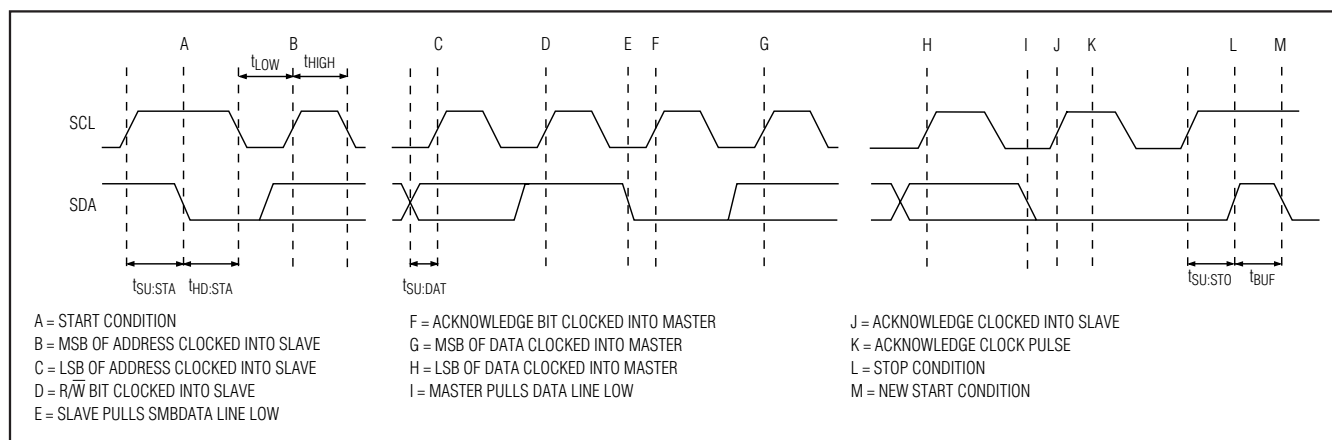 A B C D E F G H I J K L M
tLOW tHIGH
SCL
SDA
tSU:STA tHD:STA tSU:DAT tSU:STO tBUF
A = START CONDITION
B = MSB OF ADDRESS CLOCKED INTO SLAVE
C = LSB OF ADDRESS CLOCKED INTO SLAVE
D = R/W̅ BIT CLOCKED INTO SLAVE
E = SLAVE PULLS SMBDATA LINE LOW
F = ACKNOWLEDGE BIT CLOCKED INTO MASTER
G = MSB OF DATA CLOCKED INTO MASTER
H = LSB OF DATA CLOCKED INTO MASTER
I = MASTER PULLS DATA LINE LOW
J = ACKNOWLEDGE CLOCKED INTO SLAVE
K = ACKNOWLEDGE CLOCK PULSE
L = STOP CONDITION
M = NEW START CONDITION